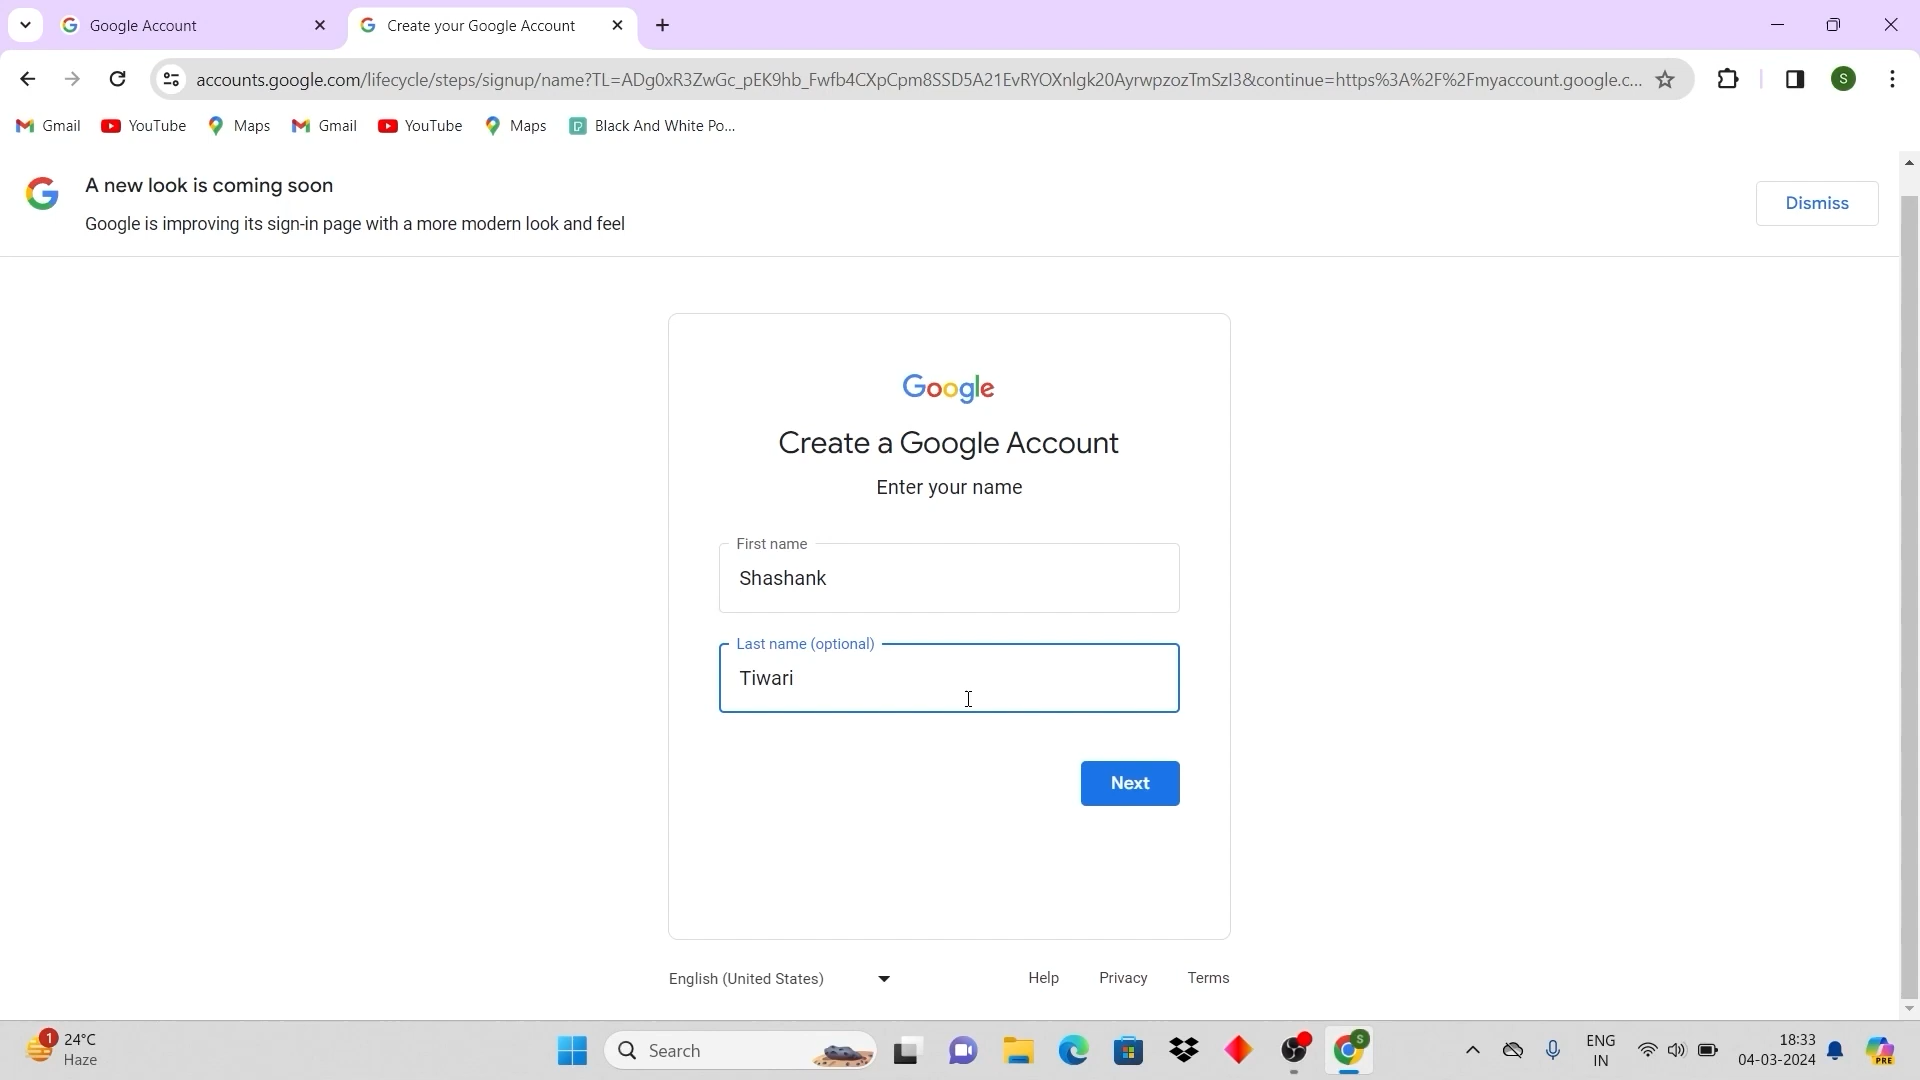 Google Account
Create your Google Account
accounts.google.com/lifecycle/steps/signup/name?TL=ADg0xR3ZwGc_pEK9hb_Fwfb4CXpCpm8SSD5A21EvRYOXnlgk20AyrwpzozTmSzI3&continue=https%3A%2F%2Fmyaccount.google.c...
S
Gmail YouTube Maps Gmail YouTube Maps Black And White Po...
A new look is coming soon
Google is improving its sign-in page with a more modern look and feel
Dismiss
Google
Create a Google Account
Enter your name
First name
Shashank
Last name (optional)
Tiwari
Next
English (United States)
Help Privacy Terms
1
24°C
Haze
Search
S
ENG
IN
18:33
04-03-2024
PRE